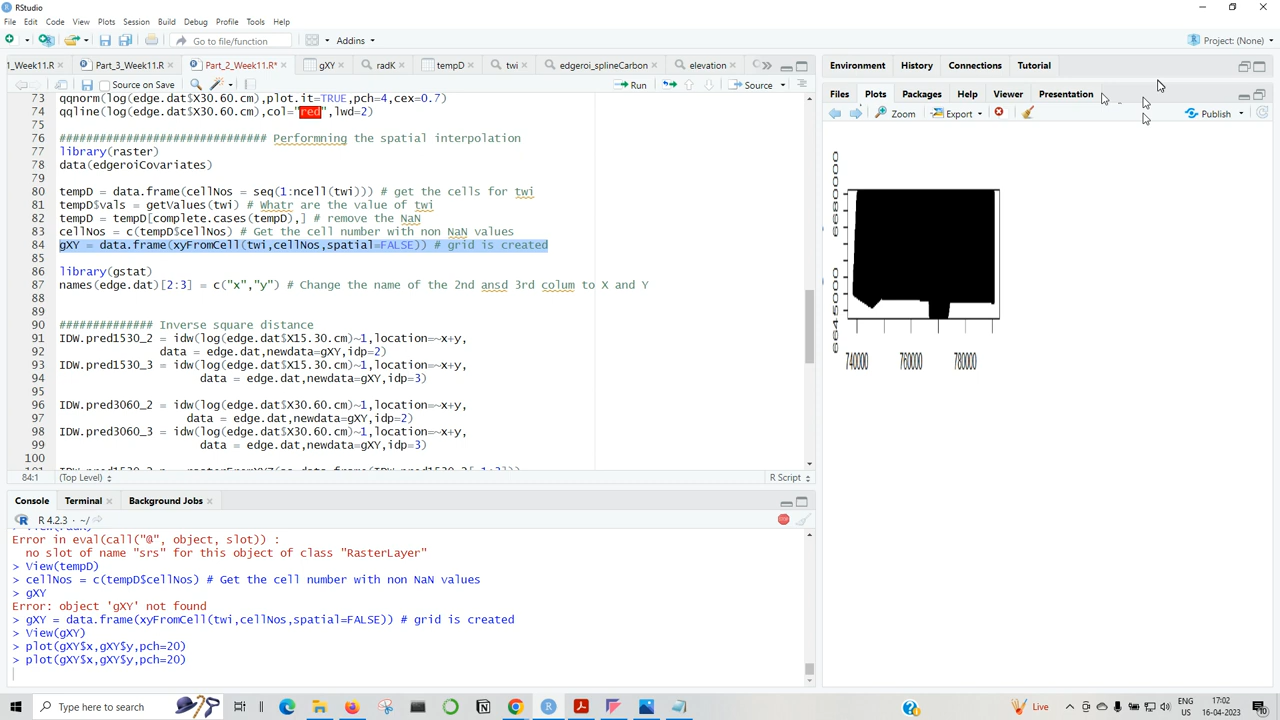 RStudio
File Edit Code View Plots Session Build Debug Profile Tools Help
Go to file/function Addins Project: (None)
1_Week11.R Part_3_Week11.R Part_2_Week11.R* gXY radK tempD twi edgeroi_splineCarbon elevation
Source on Save Run Source
73 qqnorm(log(edge.dat$X30.60.cm),plot.it=TRUE,pch=4,cex=0.7)
74 qqline(log(edge.dat$X30.60.cm),col="red",lwd=2)
75
76 ############################### Performning the spatial interpolation
77 library(raster)
78 data(edgeroiCovariates)
79
80 tempD = data.frame(cellNos = seq(1:ncell(twi))) # get the cells for twi
81 tempD$vals = getValues(twi) # Whatr are the value of twi
82 tempD = tempD[complete.cases(tempD),] # remove the NaN
83 cellNos = c(tempD$cellNos) # Get the cell number with non NaN values
84 gXY = data.frame(xyFromCell(twi,cellNos,spatial=FALSE)) # grid is created
85
86 library(gstat)
87 names(edge.dat)[2:3] = c("x","y") # Change the name of the 2nd ansd 3rd colum to X and Y
88
89
90 ############## Inverse square distance
91 IDW.pred1530_2 = idw(log(edge.dat$X15.30.cm)~1,location=~x+y,
92 data = edge.dat,newdata=gXY,idp=2)
93 IDW.pred1530_3 = idw(log(edge.dat$X15.30.cm)~1,location=~x+y,
94 data = edge.dat,newdata=gXY,idp=3)
95
96 IDW.pred3060_2 = idw(log(edge.dat$X30.60.cm)~1,location=~x+y,
97 data = edge.dat,newdata=gXY,idp=2)
98 IDW.pred3060_3 = idw(log(edge.dat$X30.60.cm)~1,location=~x+y,
99 data = edge.dat,newdata=gXY,idp=3)
100
84:1 (Top Level) R Script
Console Terminal Background Jobs
R 4.2.3 · ~/
Error in eval(call("@", object, slot)) :
no slot of name "srs" for this object of class "RasterLayer"
> View(tempD)
> cellNos = c(tempD$cellNos) # Get the cell number with non NaN values
> gXY
Error: object 'gXY' not found
> gXY = data.frame(xyFromCell(twi,cellNos,spatial=FALSE)) # grid is created
> View(gXY)
> plot(gXY$x,gXY$y,pch=20)
> plot(gXY$x,gXY$y,pch=20)
Environment History Connections Tutorial
Files Plots Packages Help Viewer Presentation
Zoom Export Publish
740000 760000 780000
Type here to search
Live
ENG
US
17:02
16-04-2023